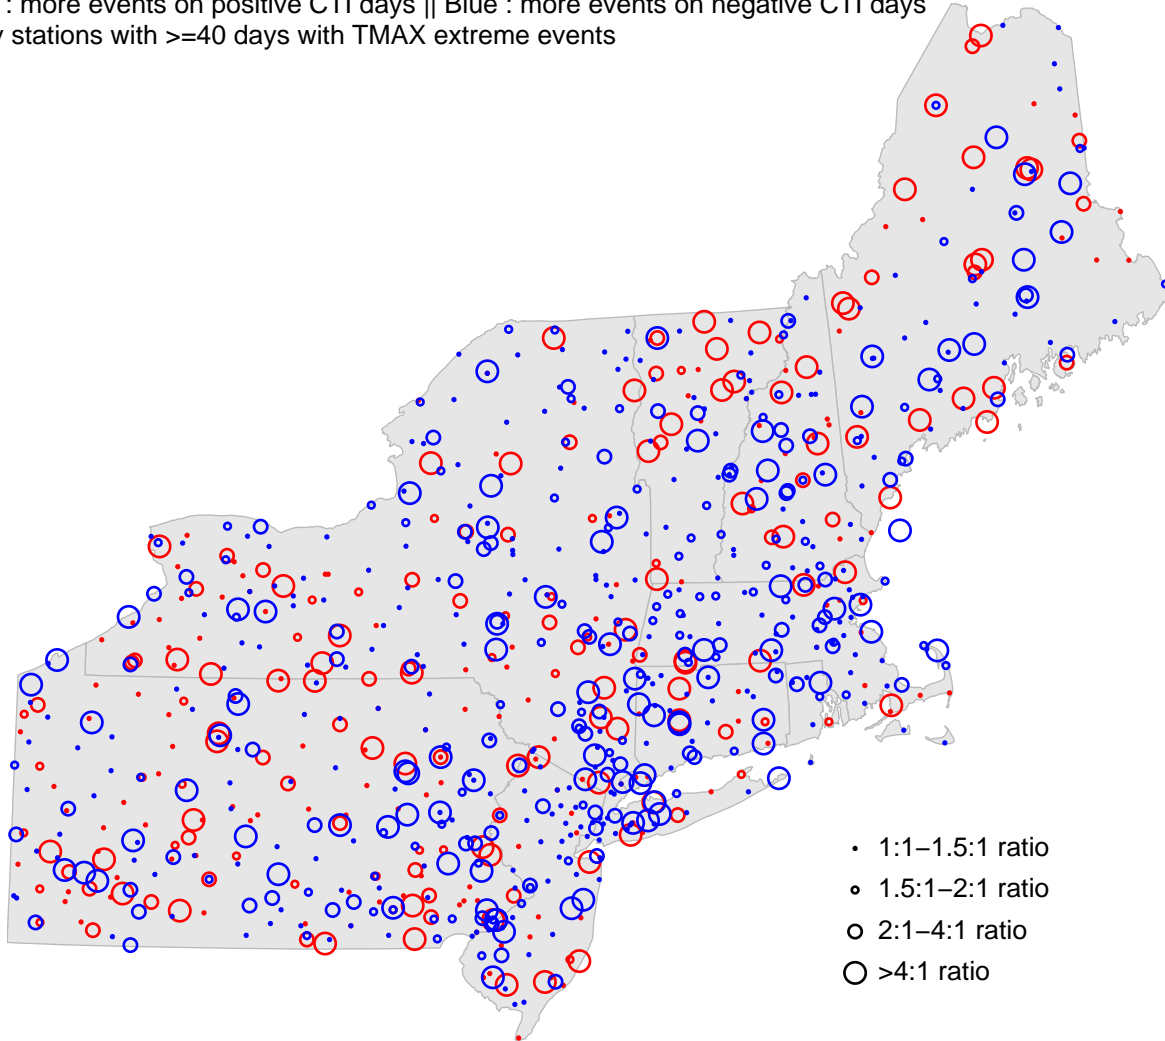 : more events on positive CTI days || Blue : more events on negative CTI days
stations with >=40 days with TMAX extreme events
1:1–1.5:1 ratio
1.5:1–2:1 ratio
2:1–4:1 ratio
>4:1 ratio